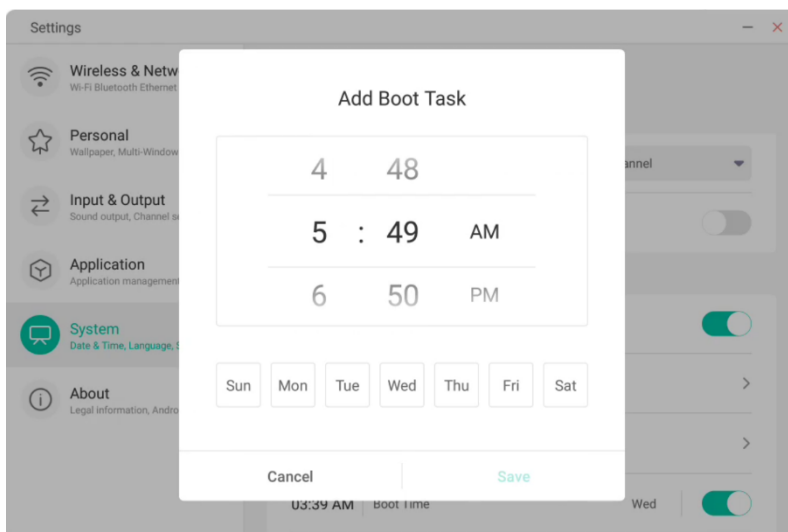 Settings
Wireless & Netw
Wi-Fi Bluetooth Ethernet
Personal
Wallpaper, Multi-Window
Input & Output
Sound output, Channel se
Application
Application management
System
Date & Time, Language, S
About
Legal information, Andro
annel
Add Boot Task
4 48
5 : 49 AM
6 50 PM
Sun Mon Tue Wed Thu Fri Sat
Cancel Save
03:39 AM Boot Time Wed